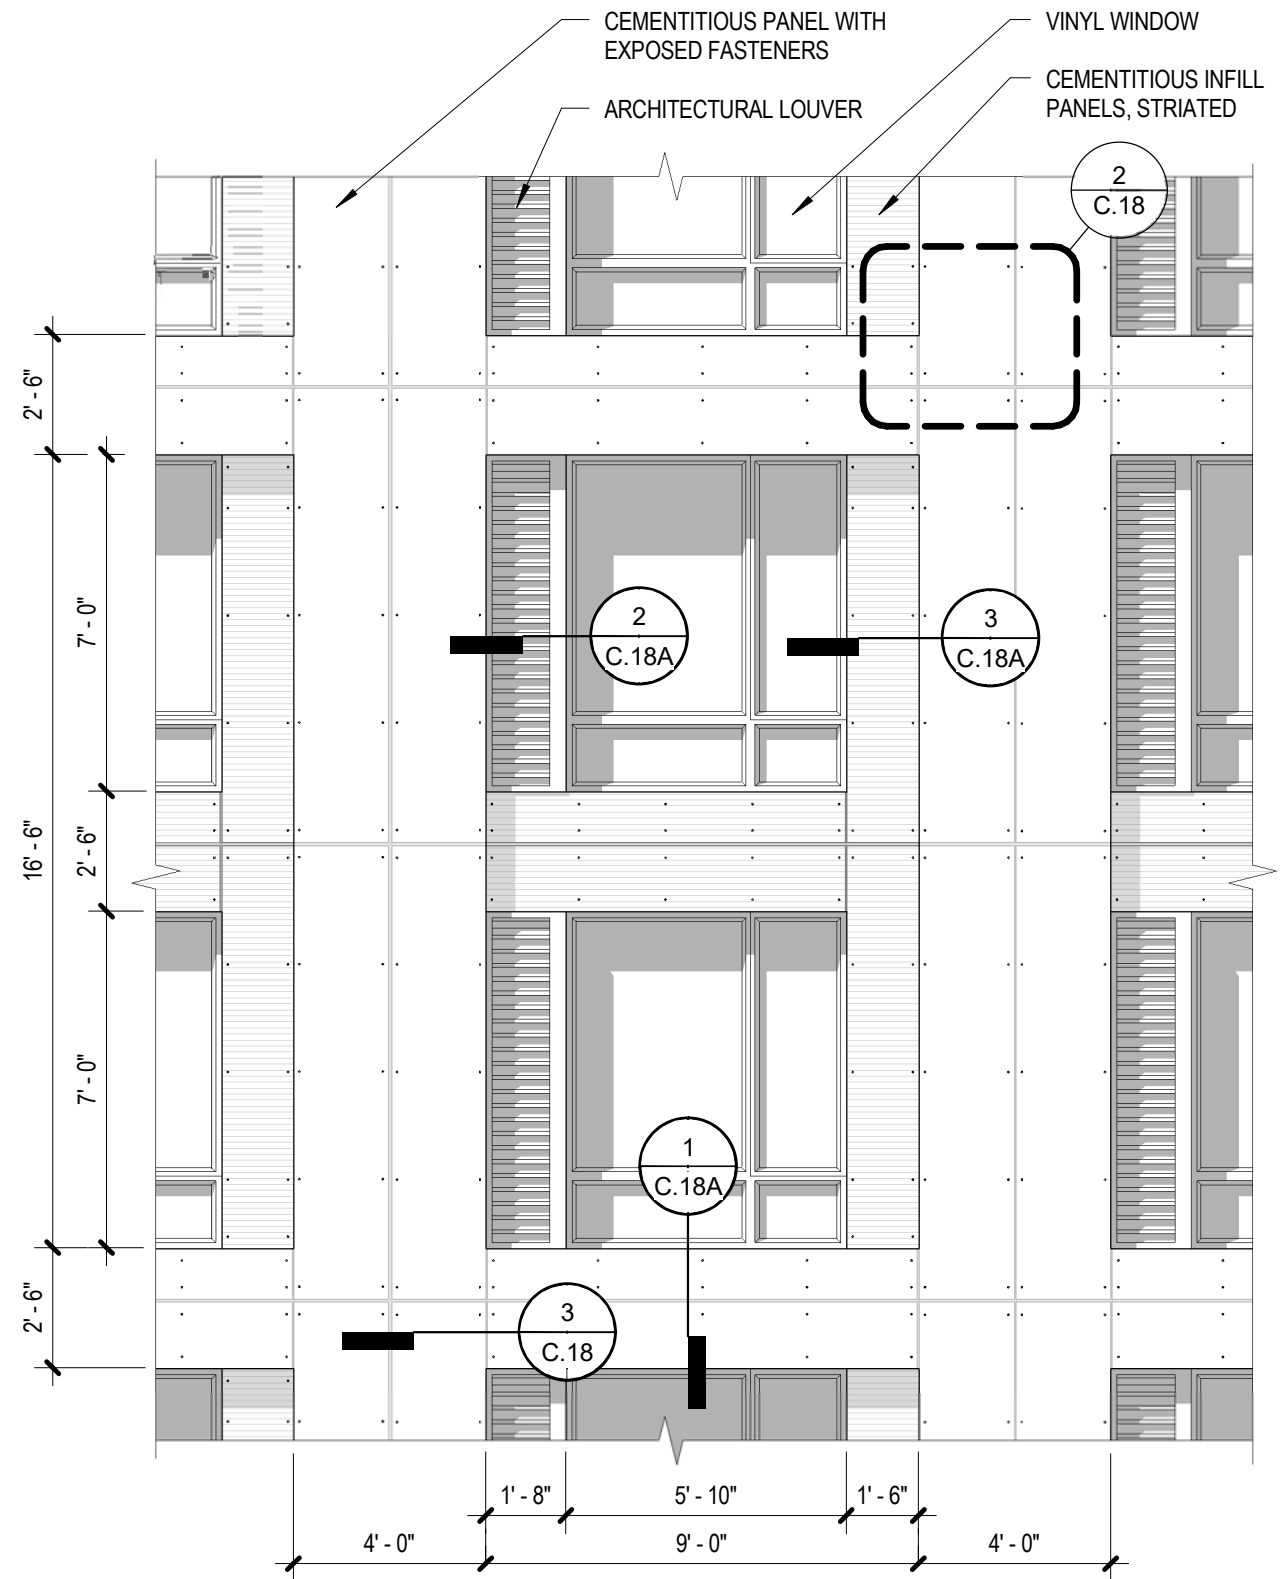 CEMENTITIOUS PANEL WITH
EXPOSED FASTENERS
ARCHITECTURAL LOUVER
VINYL WINDOW
CEMENTITIOUS INFILL
PANELS, STRIATED
2
C.18
2' - 6"
16' - 6"
2' - 6"
7' - 0"
2' - 6"
7' - 0"
2
C.18A
3
C.18A
1
C.18A
3
C.18
1' - 8"
5' - 10"
1' - 6"
4' - 0"
9' - 0"
4' - 0"